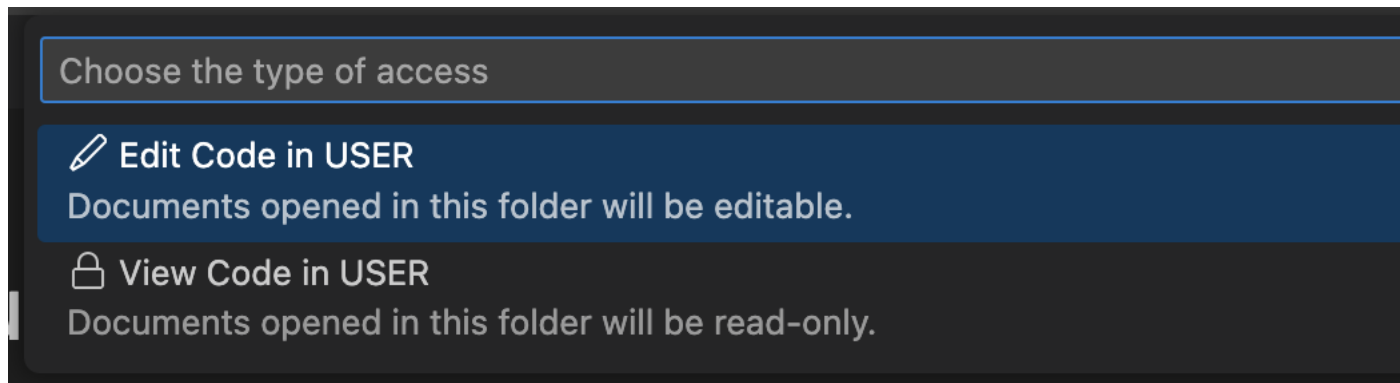 Choose the type of access
Edit Code in USER
Documents opened in this folder will be editable.
View Code in USER
Documents opened in this folder will be read-only.